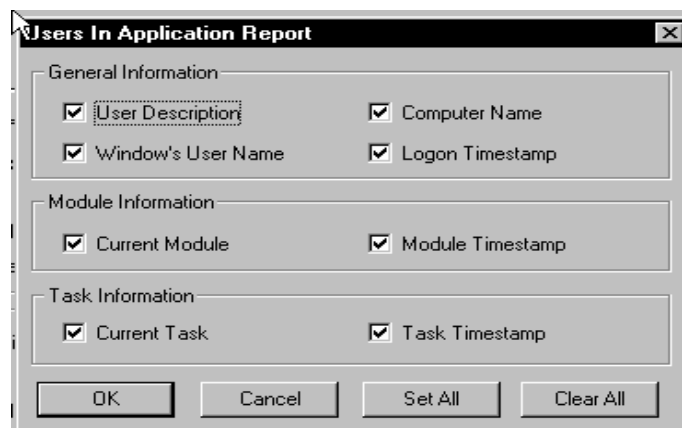 Users In Application Report
General Information
User Description
Computer Name
Window's User Name
Logon Timestamp
Module Information
Current Module
Module Timestamp
Task Information
Current Task
Task Timestamp
OK
Cancel
Set All
Clear All